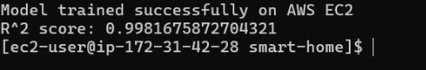 Model trained successfully on AWS EC2
R^2 score: 0.9981675872704321
[ec2-user@ip-172-31-42-28 smart-home]$